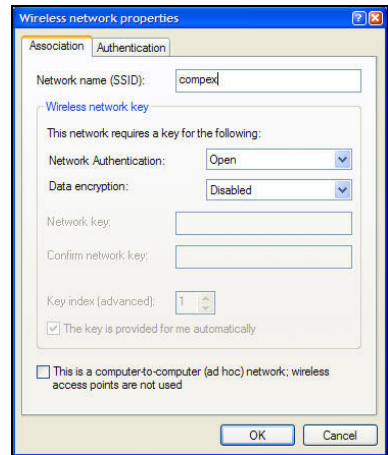 Wireless network properties
Association Authentication
Network name (SSID): compex
Wireless network key
This network requires a key for the following:
Network Authentication: Open
Data encryption: Disabled
Network key:
Confirm network key:
Key index (advanced): 1
The key is provided for me automatically
This is a computer-to-computer (ad hoc) network; wireless
access points are not used
OK Cancel